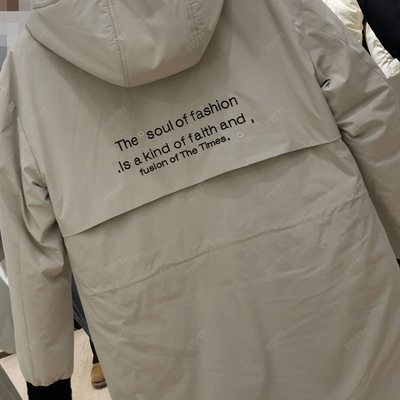 The soul of fashion
.Is a kind of faith and ,
fusion of The Times.